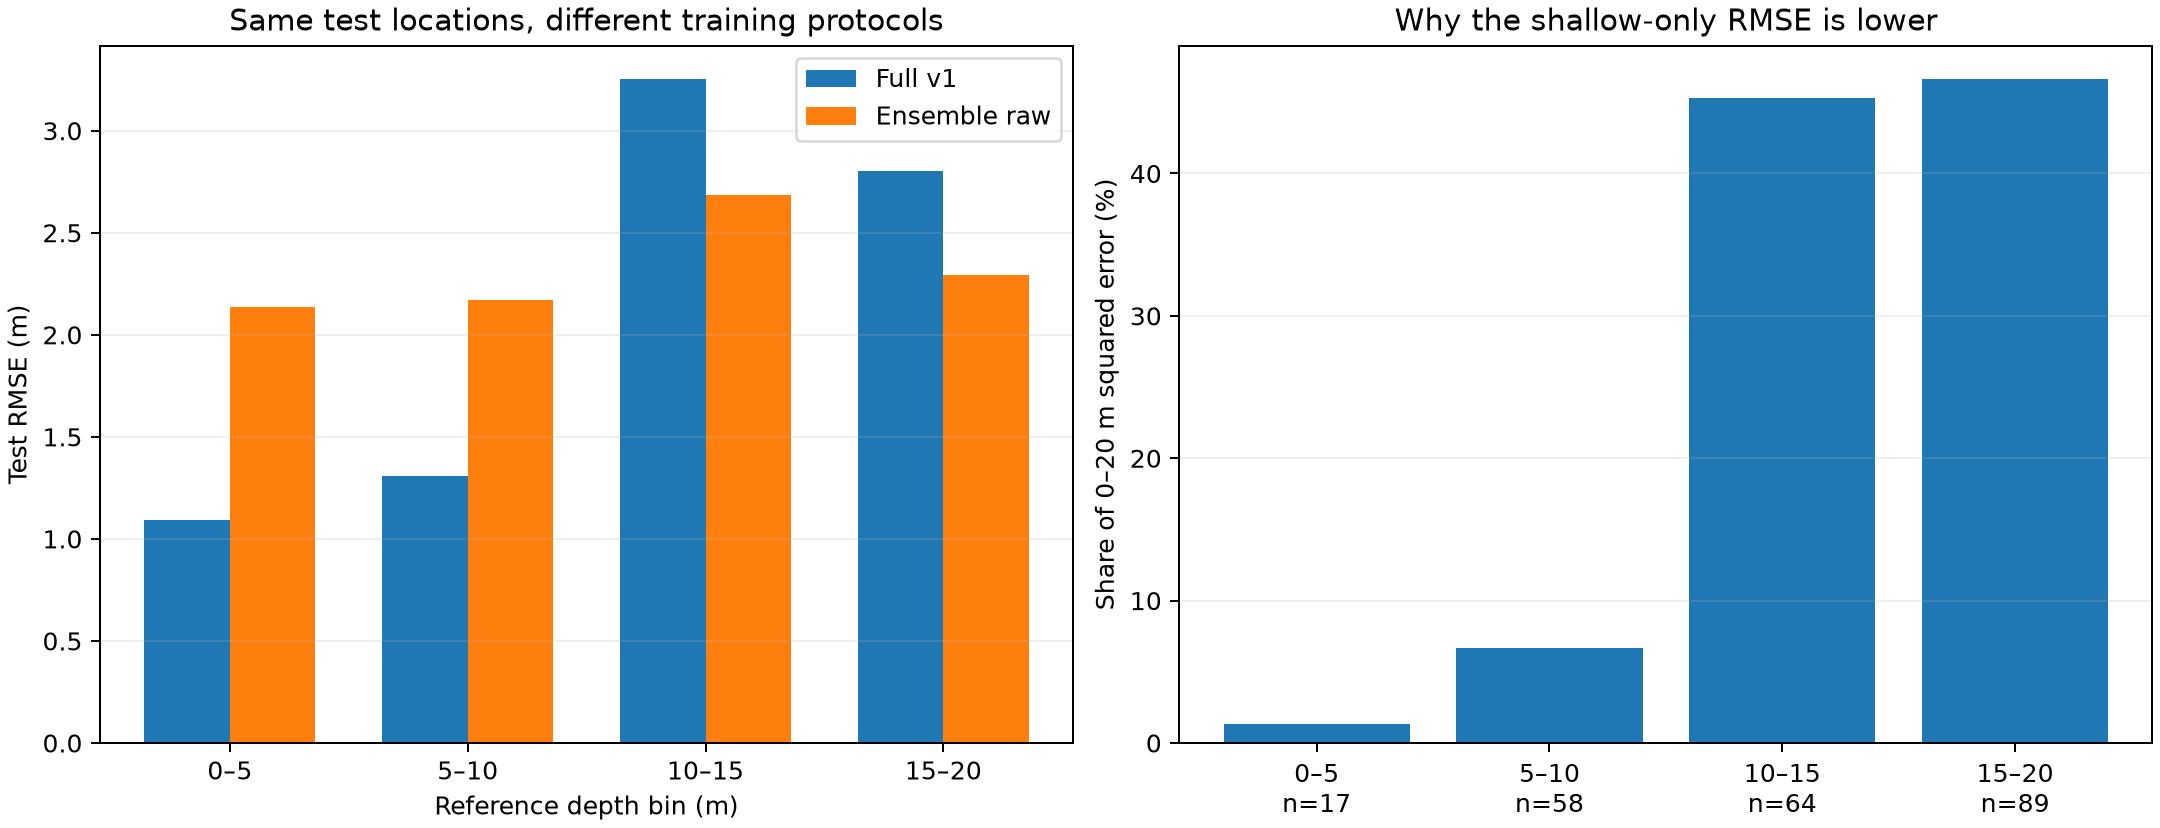 Same test locations, different training protocols
Full v1
Ensemble raw
Test RMSE (m)
3.0
2.5
2.0
1.5
1.0
0.5
0.0
0–5
5–10
10–15
15–20
Reference depth bin (m)
Why the shallow-only RMSE is lower
Share of 0–20 m squared error (%)
40
30
20
10
0
0–5
n=17
5–10
n=58
10–15
n=64
15–20
n=89